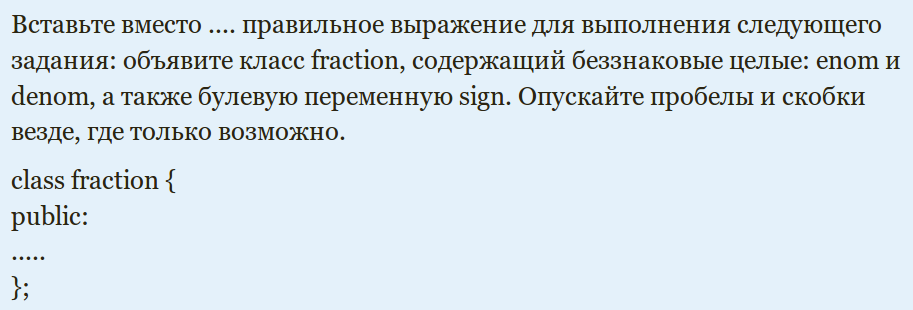 Вставьте вместо .... правильное выражение для выполнения следующего
задания: объявите класс fraction, содержащий беззнаковые целые: enom и
denom, а также булевую переменную sign. Опускайте пробелы и скобки
везде, где только возможно.
class fraction {
public:
.....
};